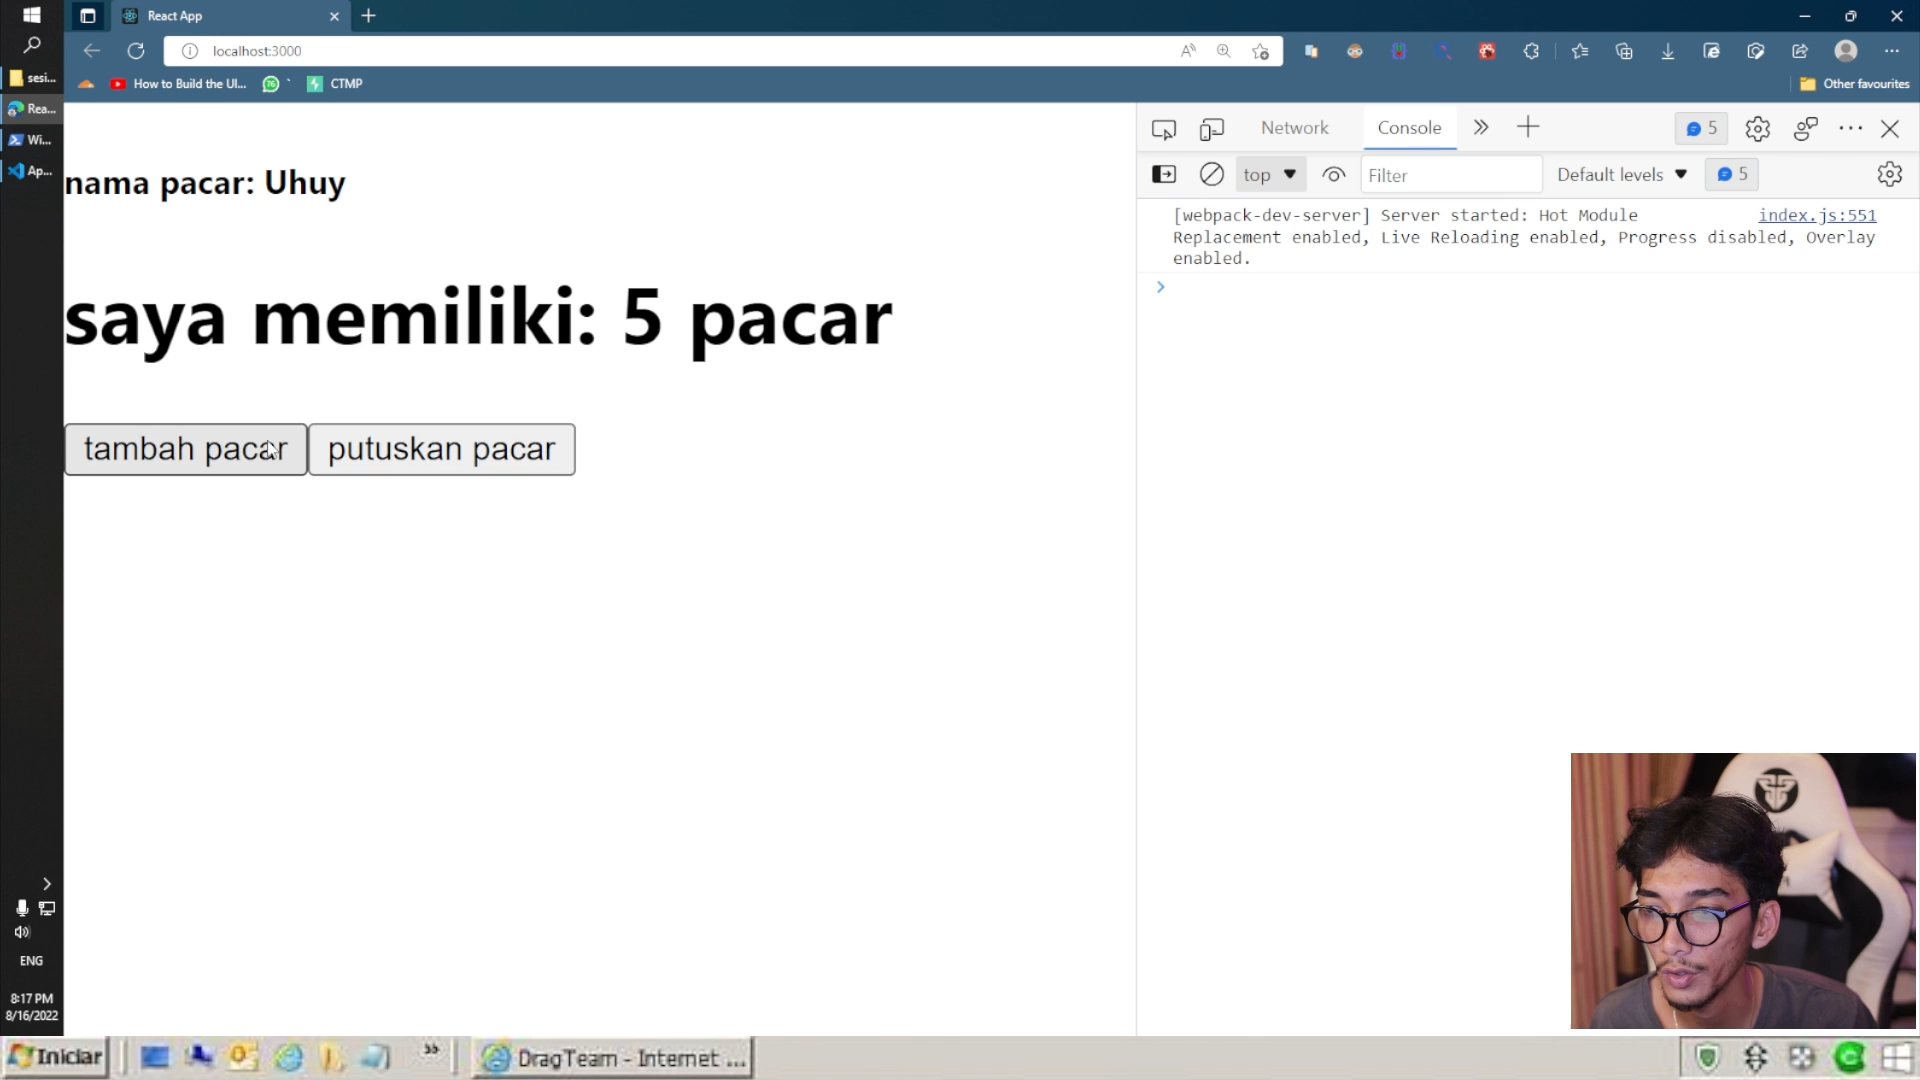 React App
localhost:3000
How to Build the UI...
CTMP
Other favourites
sesi...
Rea...
Wi...
Ap...
nama pacar: Uhuy
saya memiliki: 5 pacar
tambah pacar
putuskan pacar
Network
Console
5
top
Filter
Default levels
5
[webpack-dev-server] Server started: Hot Module
index.js:551
Replacement enabled, Live Reloading enabled, Progress disabled, Overlay
enabled.
ENG
8:17 PM
8/16/2022
Iniciar
DragTeam - Internet ...